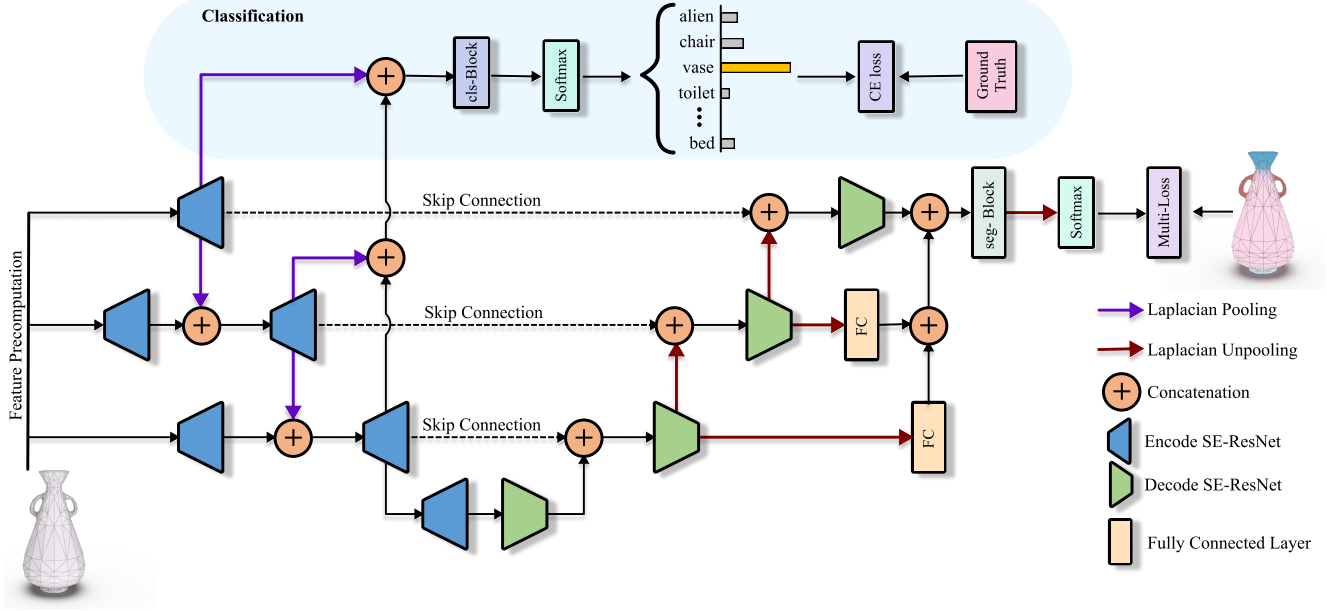 Classification
alien
chair
vase
toilet
bed
cls-Block
Softmax
CE loss
Ground
Truth
Skip Connection
seg- Block
Softmax
Multi-Loss
Feature Precomputation
Skip Connection
FC
Skip Connection
FC
Laplacian Pooling
Laplacian Unpooling
Concatenation
Encode SE-ResNet
Decode SE-ResNet
Fully Connected Layer